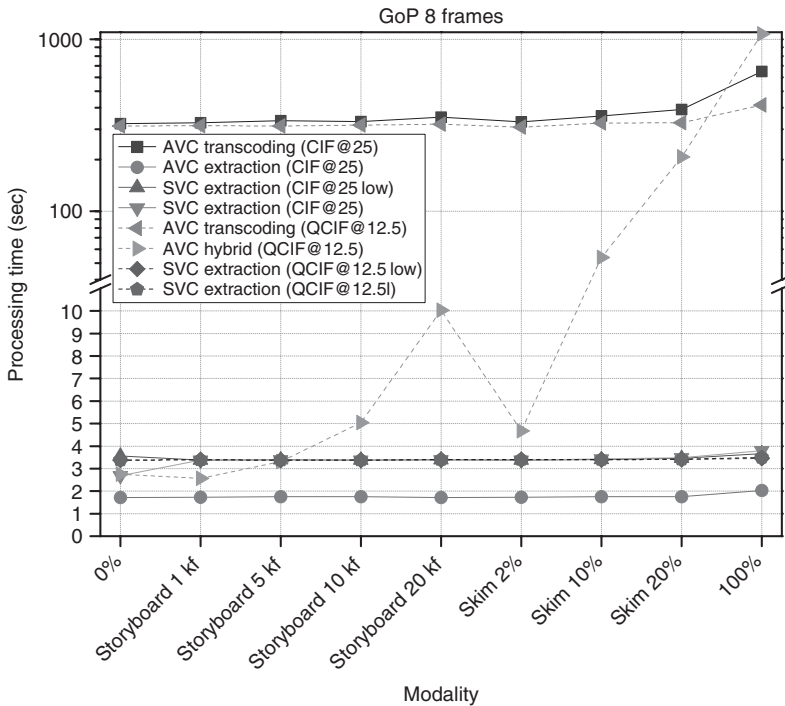 GoP 8 frames
1000
100
10
9
8
7
6
5
4
3
2
1
0
Processing time (sec)
AVC transcoding (CIF@25)
AVC extraction (CIF@25)
SVC extraction (CIF@25 low)
SVC extraction (CIF@25)
AVC transcoding (QCIF@12.5)
AVC hybrid (QCIF@12.5)
SVC extraction (QCIF@12.5 low)
SVC extraction (QCIF@12.5l)
0%
Storyboard 1 kf
Storyboard 5 kf
Storyboard 10 kf
Storyboard 20 kf
Skim 2%
Skim 10%
Skim 20%
100%
Modality